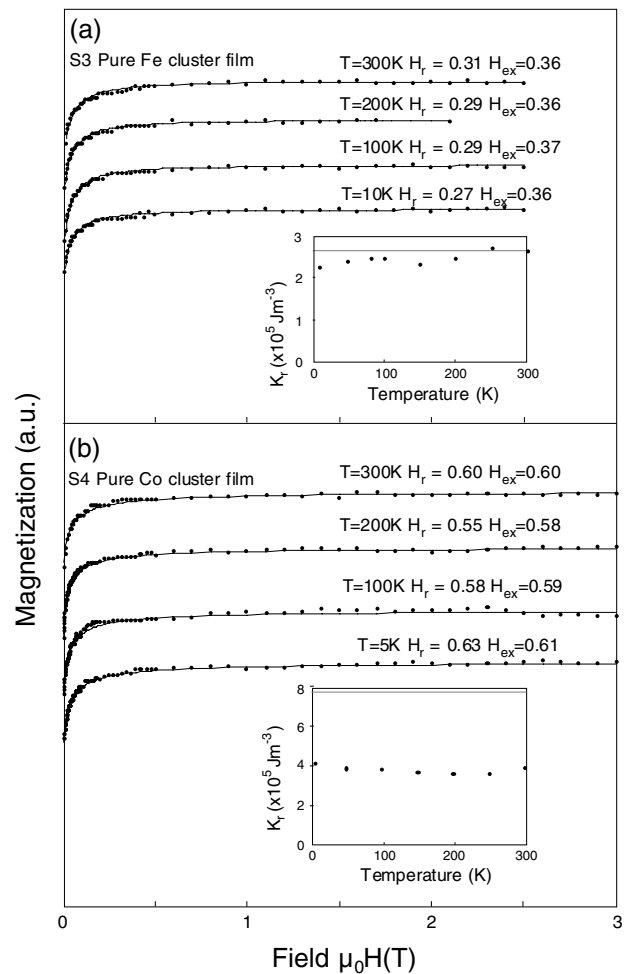 (a)
S3 Pure Fe cluster film
T=300K H_r = 0.31 H_ex=0.36
T=200K H_r = 0.29 H_ex=0.36
T=100K H_r = 0.29 H_ex=0.37
T=10K H_r = 0.27 H_ex=0.36
3
2
1
0
K_r (x10^5 Jm^-3)
0 100 200 300
Temperature (K)
(b)
S4 Pure Co cluster film
T=300K H_r = 0.60 H_ex=0.60
T=200K H_r = 0.55 H_ex=0.58
T=100K H_r = 0.58 H_ex=0.59
T=5K H_r = 0.63 H_ex=0.61
8
6
4
2
0
K_r (x10^5 Jm^-3)
0 100 200 300
Temperature (K)
Magnetization (a.u.)
0 1 2 3
Field μ_0H(T)